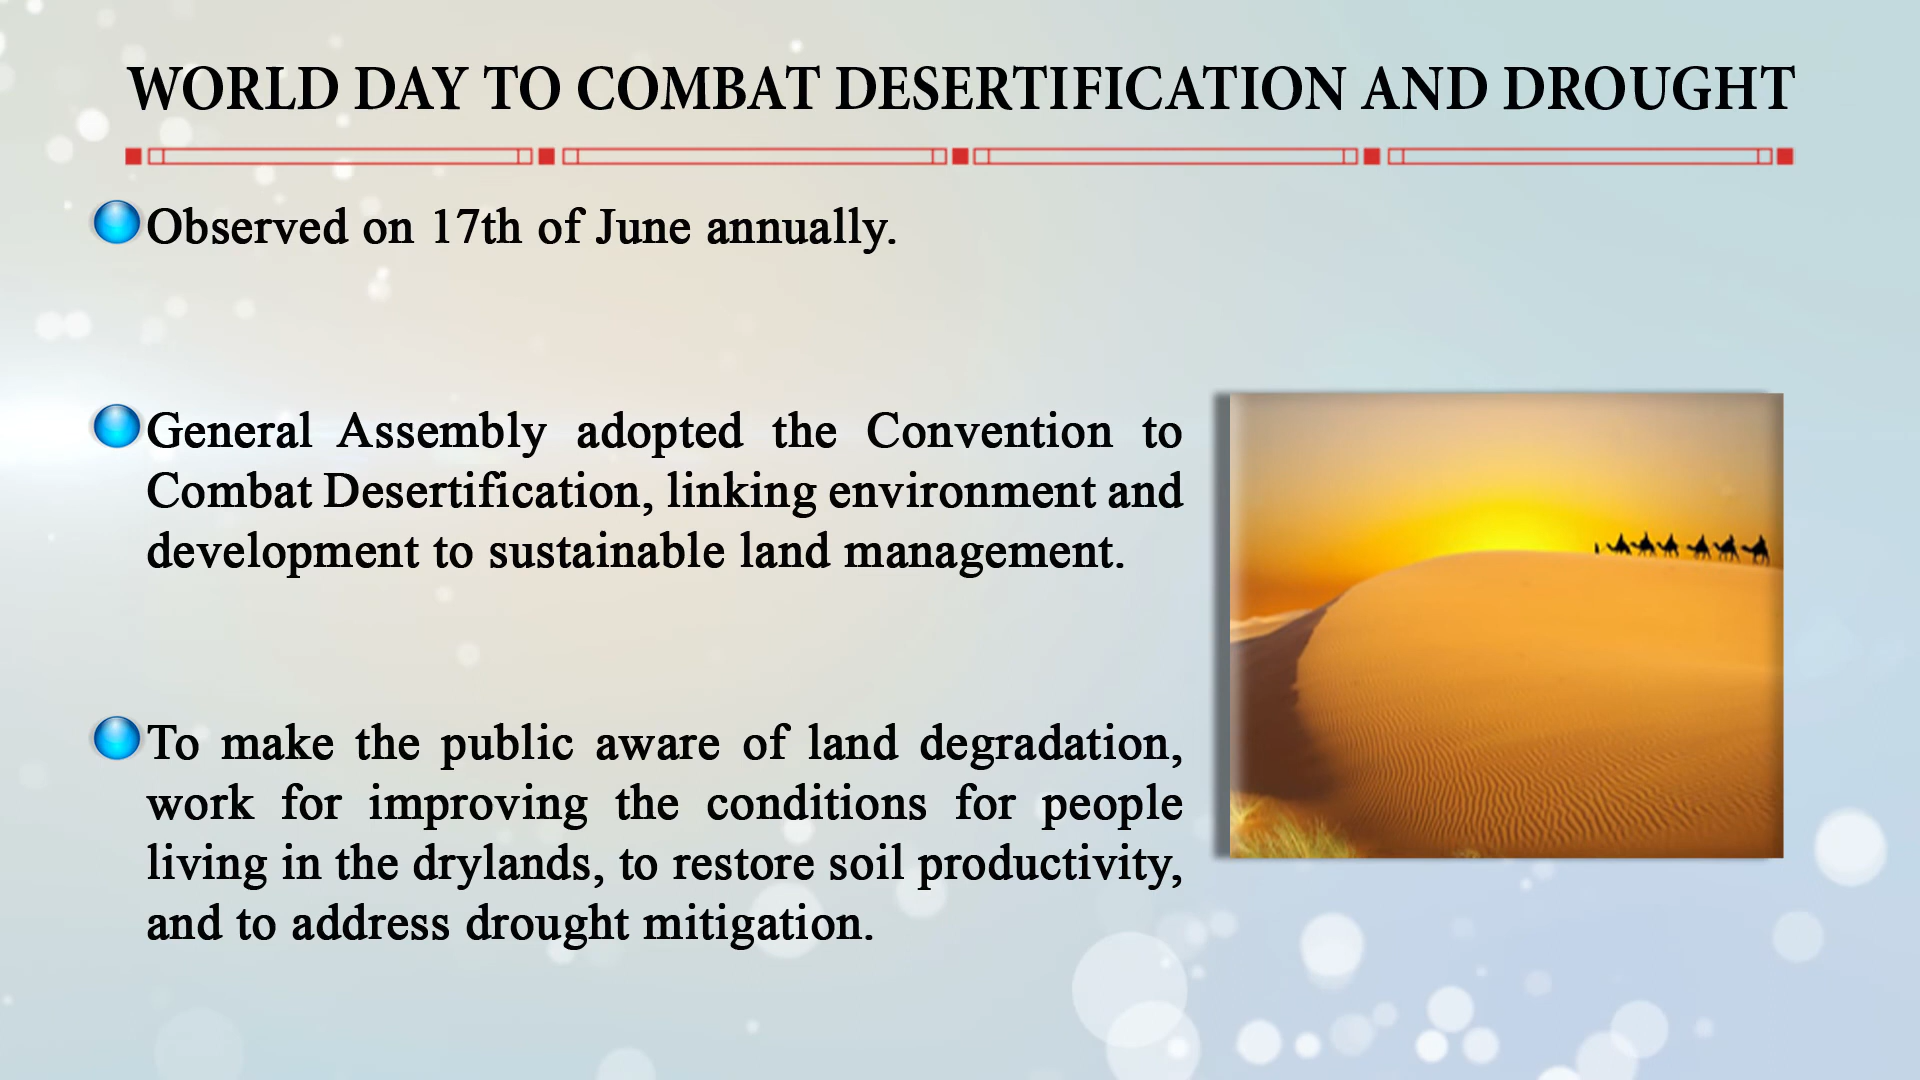 WORLD DAY TO COMBAT DESERTIFICATION AND DROUGHT
Observed on 17th of June annually.
General Assembly adopted the Convention to
Combat Desertification, linking environment and
development to sustainable land management.
To make the public aware of land degradation,
work for improving the conditions for people
living in the drylands, to restore soil productivity,
and to address drought mitigation.